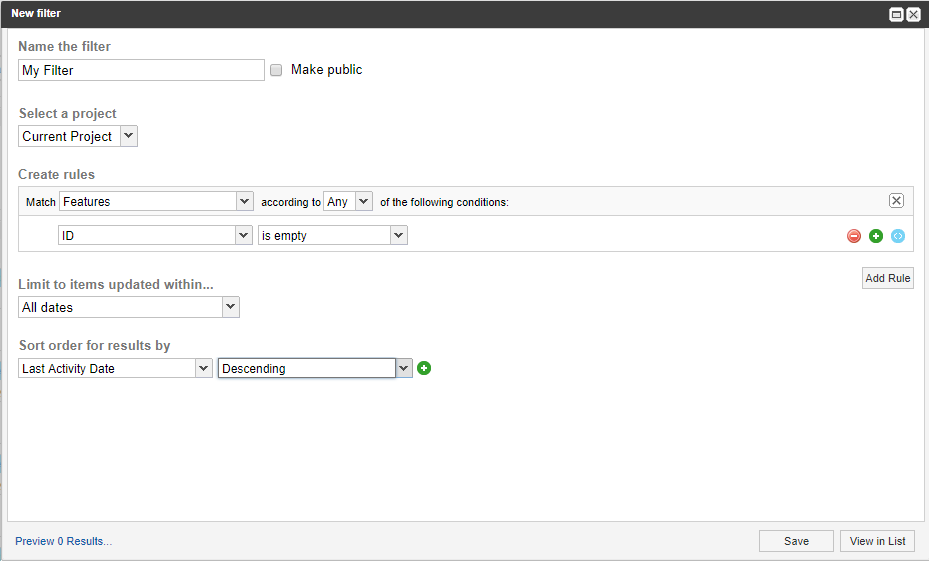 New filter
Name the filter
My Filter Make public
Select a project
Current Project
Create rules
Match Features according to Any of the following conditions:
ID is empty
Add Rule
Limit to items updated within...
All dates
Sort order for results by
Last Activity Date Descending
Preview 0 Results... Save View in List